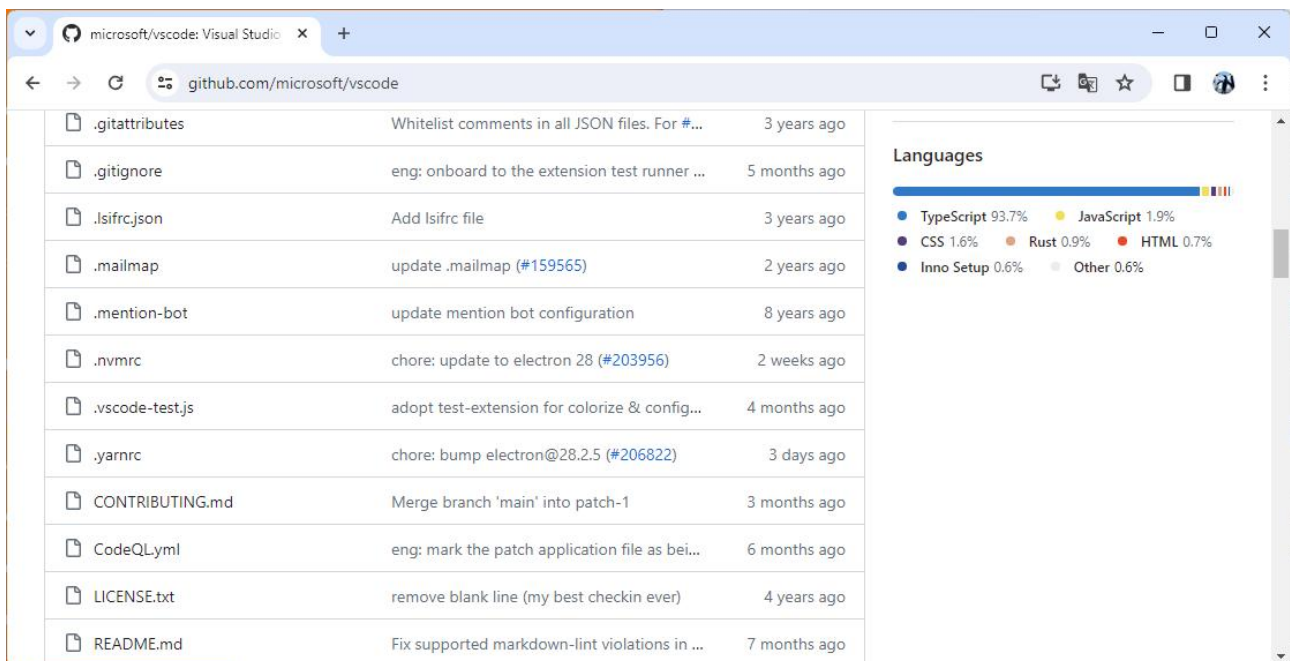 microsoft/vscode: Visual Studio
github.com/microsoft/vscode
.gitattributes Whitelist comments in all JSON files. For #... 3 years ago
.gitignore eng: onboard to the extension test runner ... 5 months ago
.lsifrc.json Add lsifrc file 3 years ago
.mailmap update .mailmap (#159565) 2 years ago
.mention-bot update mention bot configuration 8 years ago
.nvmrc chore: update to electron 28 (#203956) 2 weeks ago
.vscode-test.js adopt test-extension for colorize & config... 4 months ago
.yarnrc chore: bump electron@28.2.5 (#206822) 3 days ago
CONTRIBUTING.md Merge branch 'main' into patch-1 3 months ago
CodeQL.yml eng: mark the patch application file as bei... 6 months ago
LICENSE.txt remove blank line (my best checkin ever) 4 years ago
README.md Fix supported markdown-lint violations in ... 7 months ago
Languages
TypeScript 93.7% JavaScript 1.9%
CSS 1.6% Rust 0.9% HTML 0.7%
Inno Setup 0.6% Other 0.6%